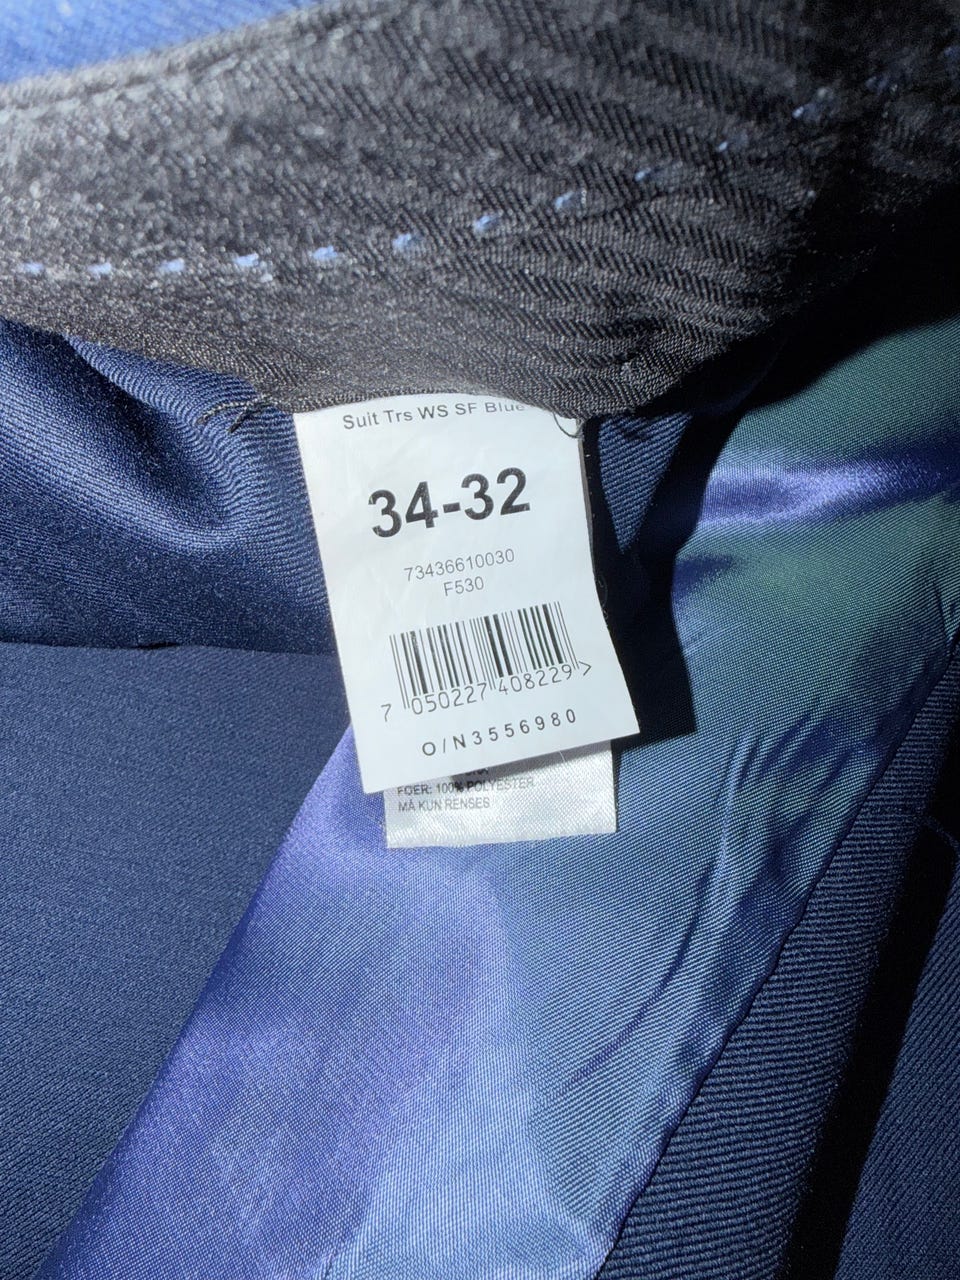 Suit Trs WS SF Blue
34-32
73436610030
F530
7 050227 408229 >
O/N3556980
FOER: 100% POLYESTER
MÅ KUN RENSES